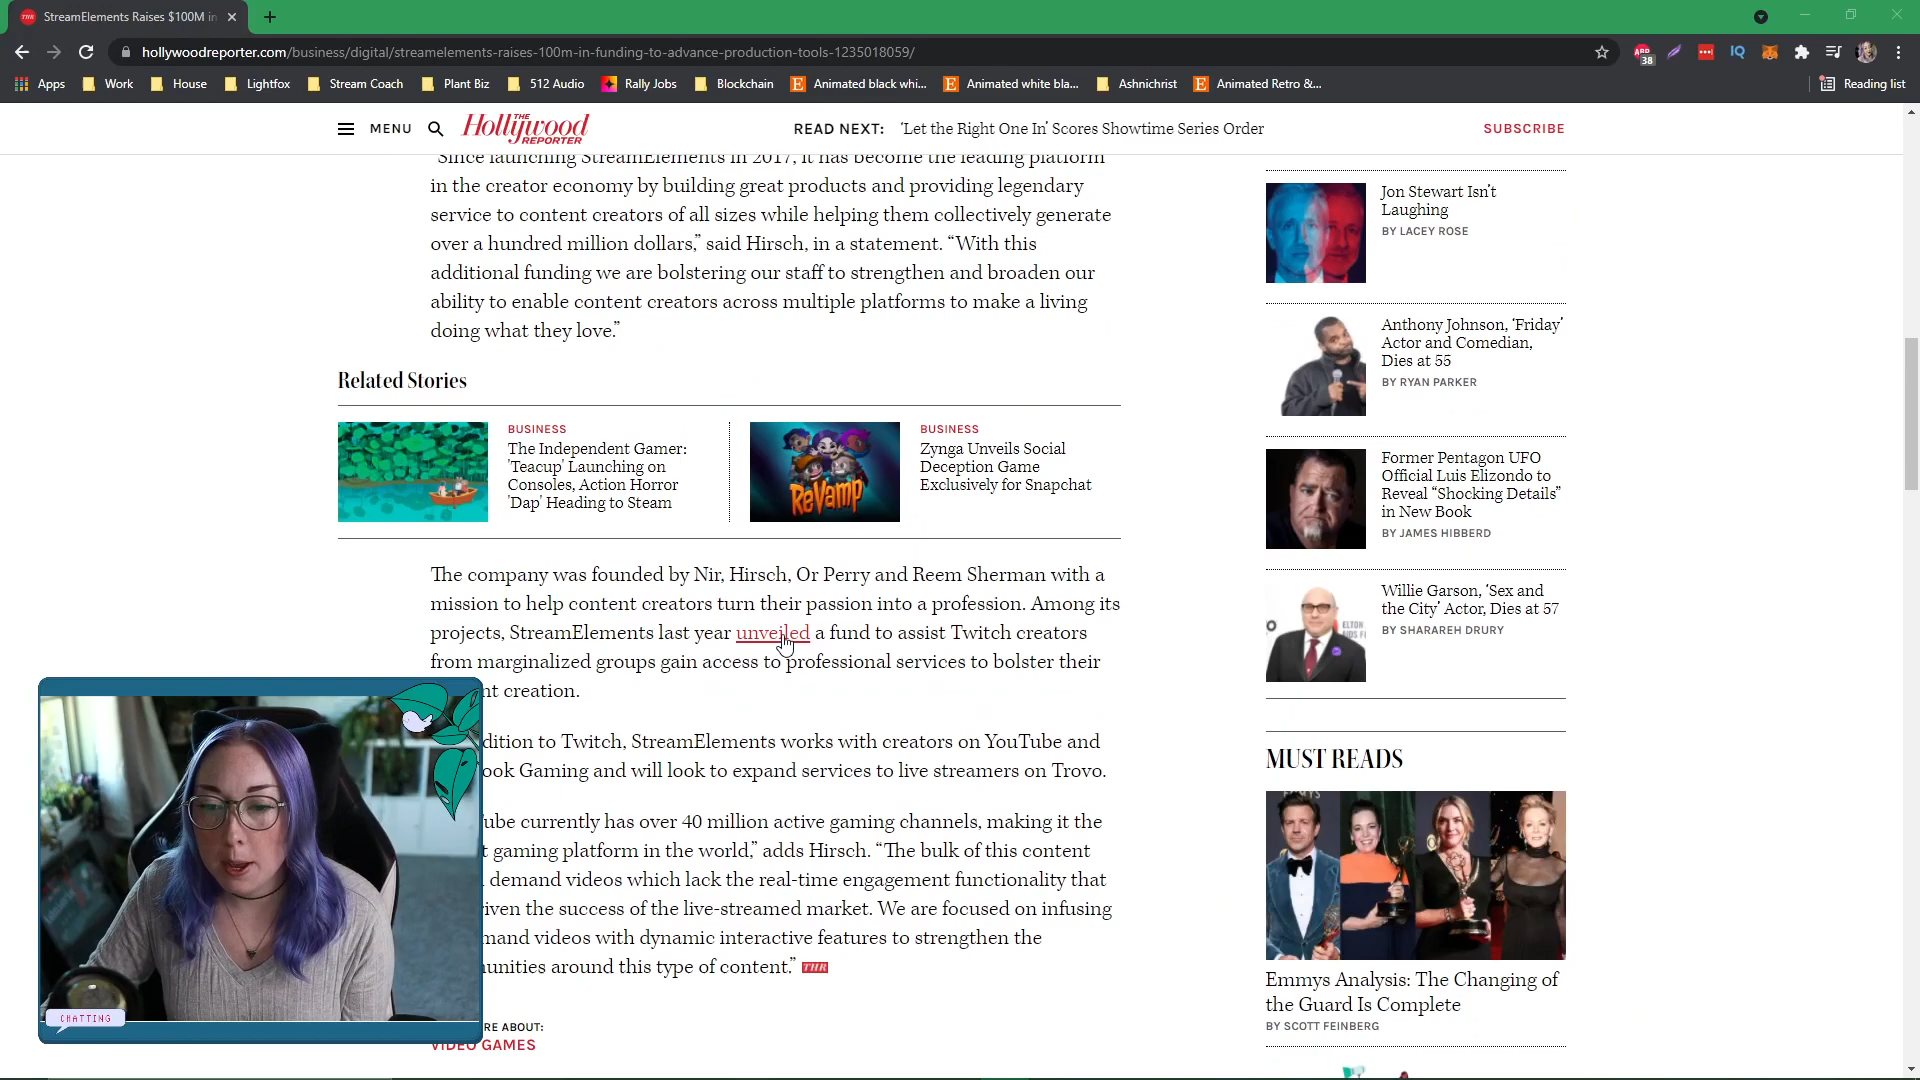 THR StreamElements Raises $100M in
hollywoodreporter.com/business/digital/streamelements-raises-100m-in-funding-to-advance-production-tools-1235018059/
ABP
38
IQ
Apps Work House Lightfox Stream Coach Plant Biz 512 Audio Rally Jobs Blockchain Animated black whi... Animated white bla... Ashnichrist Animated Retro &... Reading list
MENU
THE
Hollywood
REPORTER
READ NEXT: ‘Let the Right One In’ Scores Showtime Series Order
SUBSCRIBE
“Since launching StreamElements in 2017, it has become the leading platform
in the creator economy by building great products and providing legendary
service to content creators of all sizes while helping them collectively generate
over a hundred million dollars,” said Hirsch, in a statement. “With this
additional funding we are bolstering our staff to strengthen and broaden our
ability to enable content creators across multiple platforms to make a living
doing what they love.”
Related Stories
BUSINESS
The Independent Gamer:
'Teacup' Launching on
Consoles, Action Horror
'Dap' Heading to Steam
REVAMP
BUSINESS
Zynga Unveils Social
Deception Game
Exclusively for Snapchat
The company was founded by Nir, Hirsch, Or Perry and Reem Sherman with a
mission to help content creators turn their passion into a profession. Among its
projects, StreamElements last year unveiled a fund to assist Twitch creators
from marginalized groups gain access to professional services to bolster their
nt creation.
dition to Twitch, StreamElements works with creators on YouTube and
ook Gaming and will look to expand services to live streamers on Trovo.
ube currently has over 40 million active gaming channels, making it the
t gaming platform in the world,” adds Hirsch. “The bulk of this content
demand videos which lack the real-time engagement functionality that
riven the success of the live-streamed market. We are focused on infusing
mand videos with dynamic interactive features to strengthen the
unities around this type of content.” THR
RE ABOUT:
VIDEO GAMES
CHATTING
Jon Stewart Isn’t
Laughing
BY LACEY ROSE
Anthony Johnson, ‘Friday’
Actor and Comedian,
Dies at 55
BY RYAN PARKER
Former Pentagon UFO
Official Luis Elizondo to
Reveal “Shocking Details”
in New Book
BY JAMES HIBBERD
Willie Garson, ‘Sex and
the City’ Actor, Dies at 57
BY SHARAREH DRURY
MUST READS
Emmys Analysis: The Changing of
the Guard Is Complete
BY SCOTT FEINBERG